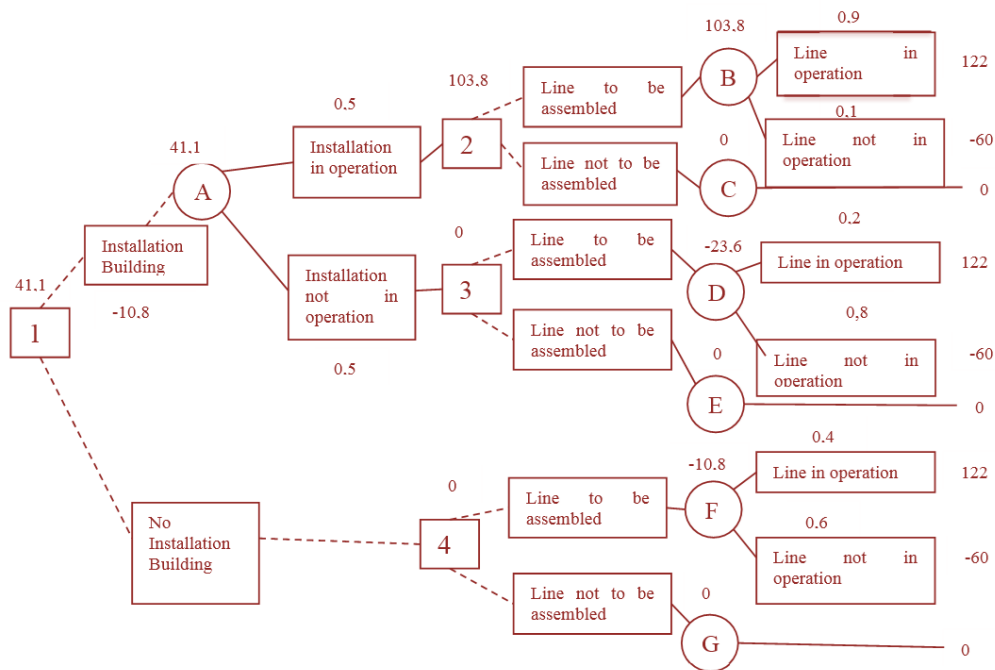 0.9
103.8
Line in
operation
122
B
103.8
Line to be
assembled
0.5
0.1
41.1
Installation
in operation
2
Line not in
operation
-60
0
Line not to be
assembled
C
0
A
0.2
Installation
Building
0
Line to be
assembled
-23.6
Line in operation
122
41.1
-10.8
Installation
not in
operation
3
D
0,8
1
Line not to be
assembled
0
Line not in
operation
-60
0.5
E
0
0.4
-10.8
Line in operation
122
0
Line to be
assembled
F
0.6
No
Installation
Building
4
Line not in
operation
-60
Line not to be
assembled
0
G
0